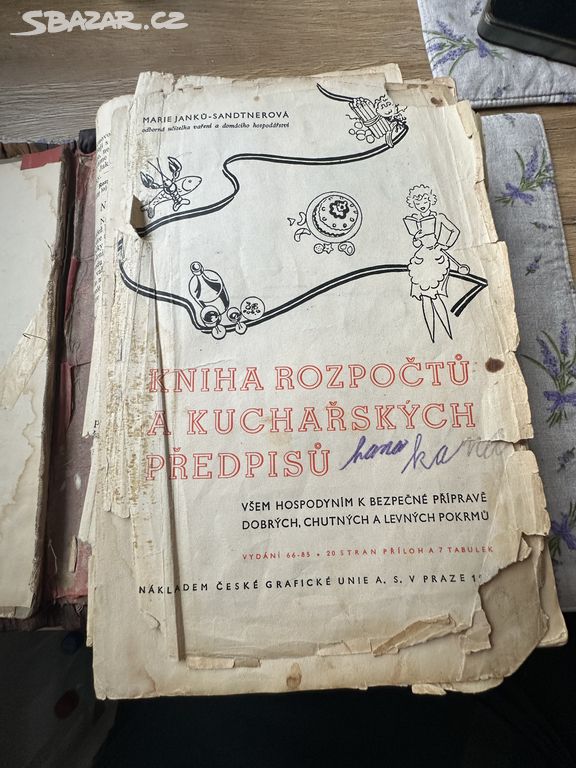 SBAZAR.CZ
MARIE JANKŮ-SANDTNEROVÁ
odborná učitelka vaření a domácího hospodářství
KNIHA ROZPOČTŮ
A KUCHAŘSKÝCH
PŘEDPISŮ
hana
VŠEM HOSPODYNÍM K BEZPEČNÉ PŘÍPRAVĚ
DOBRÝCH, CHUTNÝCH A LEVNÝCH POKRMŮ
VYDÁNÍ 66-85 • 20 STRAN PŘÍLOH A 7 TABULEK
NÁKLADEM ČESKÉ GRAFICKÉ UNIE A. S. V PRAZE